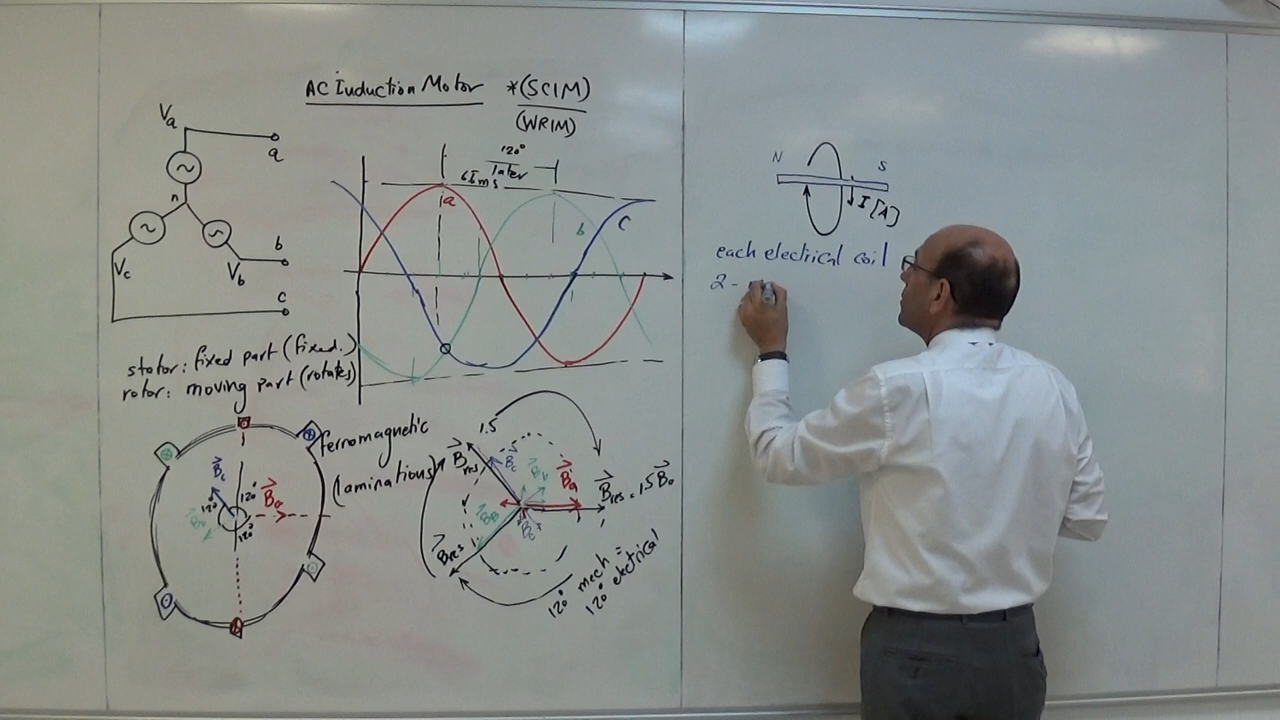 AC Induction Motor *(SCIM)
(WRIM)
Va
a
n
Vc
Vb
b
c
120°
later
a
b
C
stator: fixed part (fixed.)
rotor: moving part (rotates)
ferromagnetic
(laminations)
Bc
Ba
120°
120°
120°
1.5
Bres
Bc
Bb
Ba
Bres = 1.5 Bo
Bres
120° mech =
120° electrical
N
S
I [A]
each electrical coil
2 -